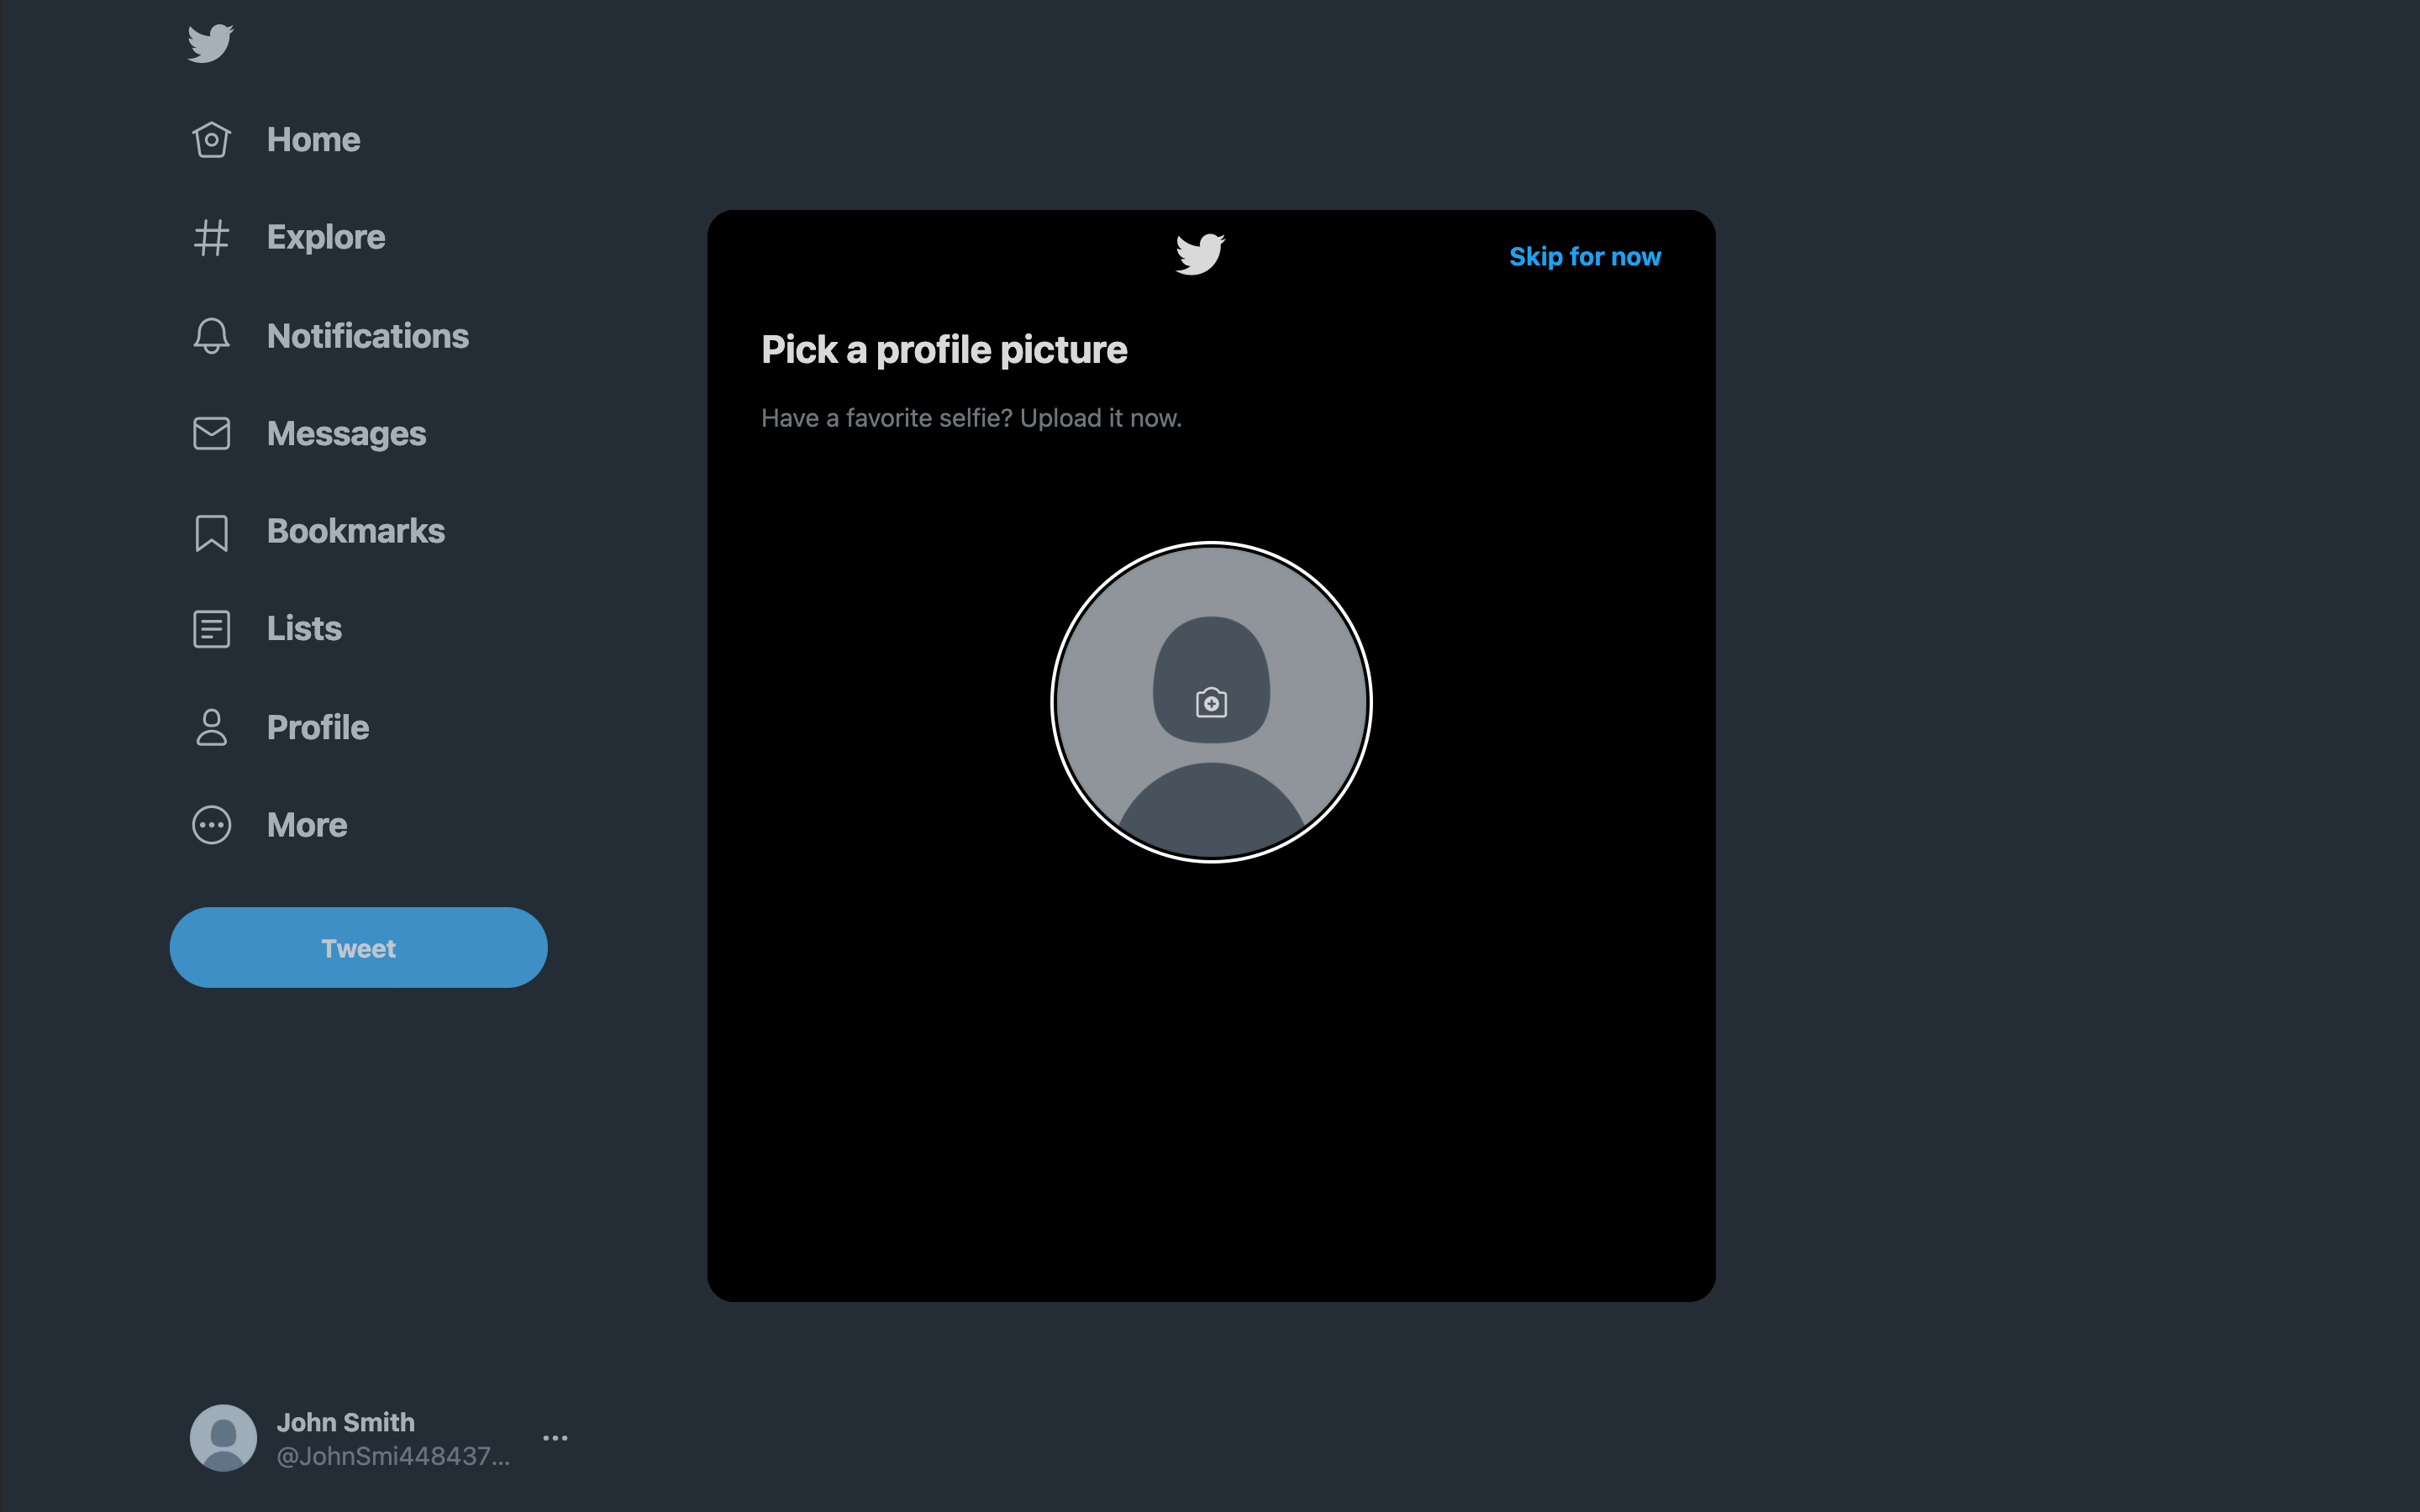 Home
Explore
Notifications
Messages
Bookmarks
Lists
Profile
More
Tweet
John Smith
@JohnSmi448437...
Skip for now
Pick a profile picture
Have a favorite selfie? Upload it now.